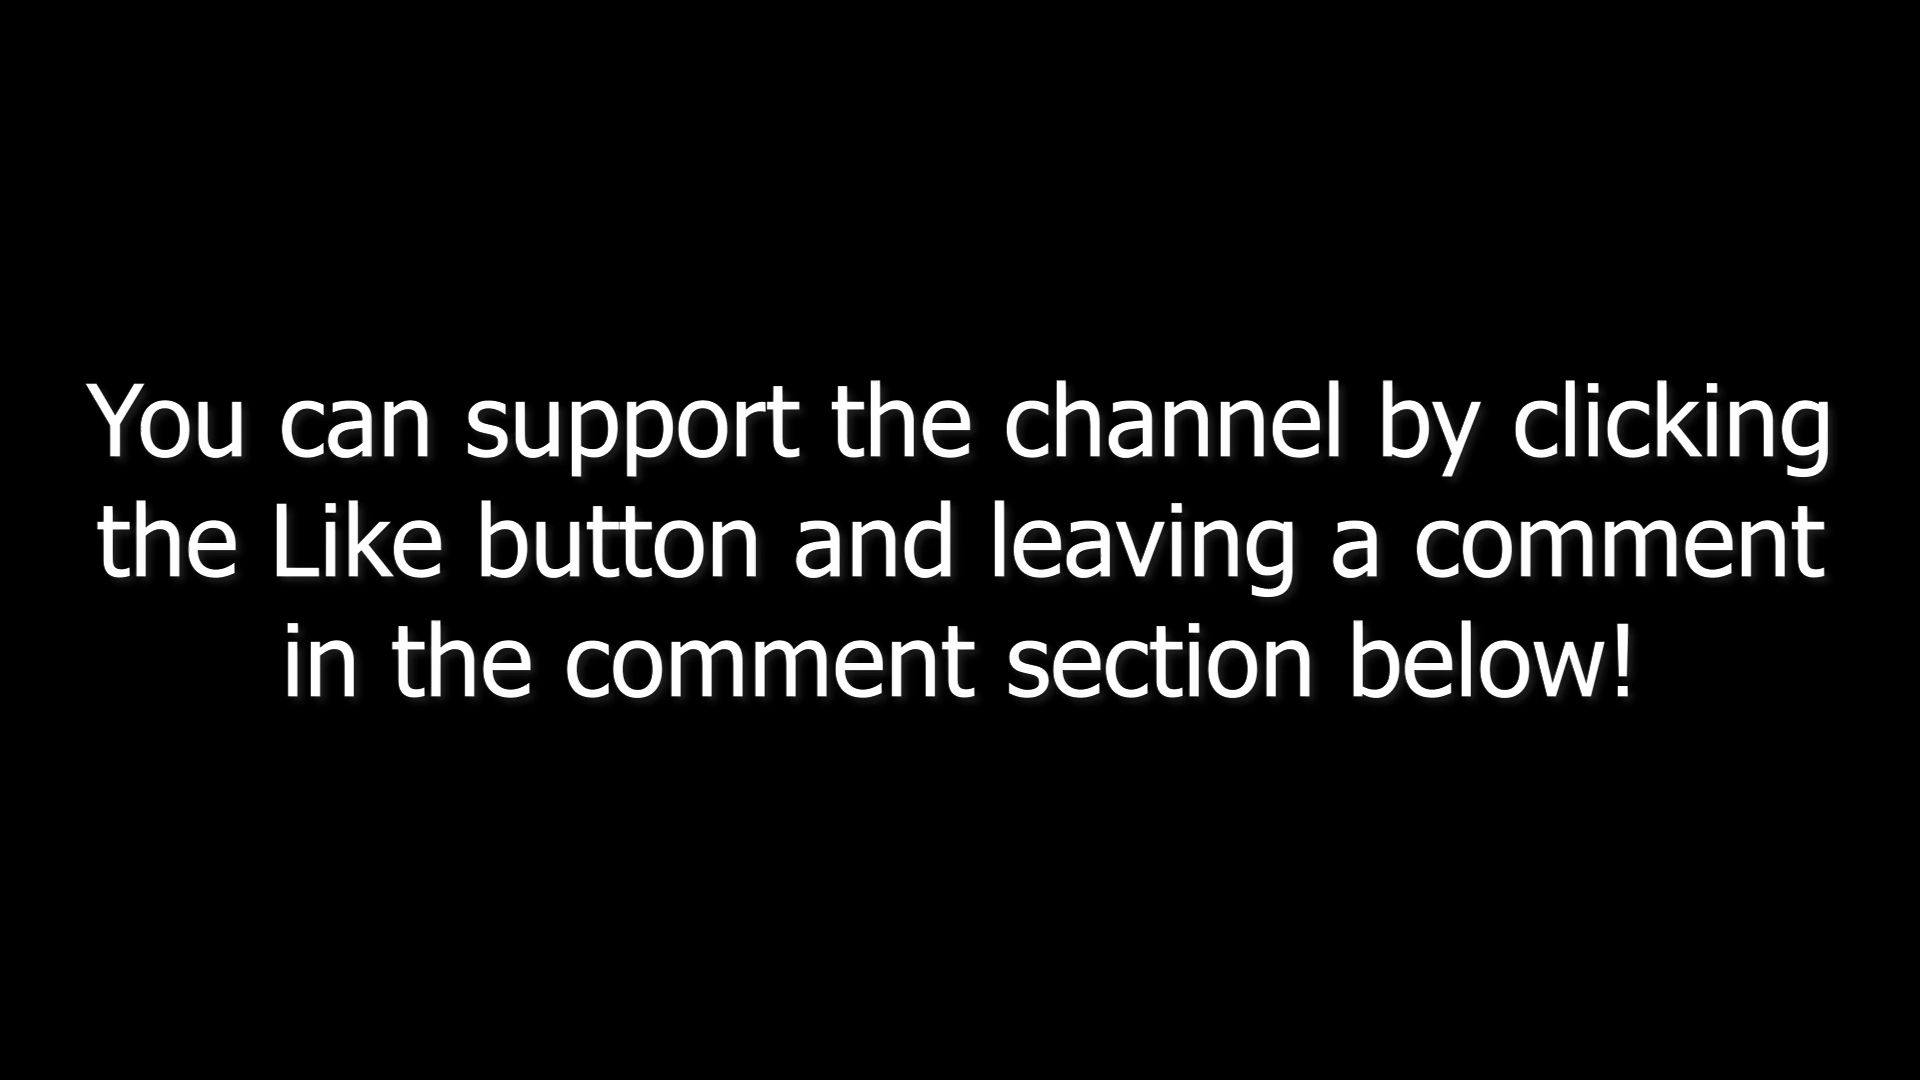 You can support the channel by clicking
the Like button and leaving a comment
in the comment section below!